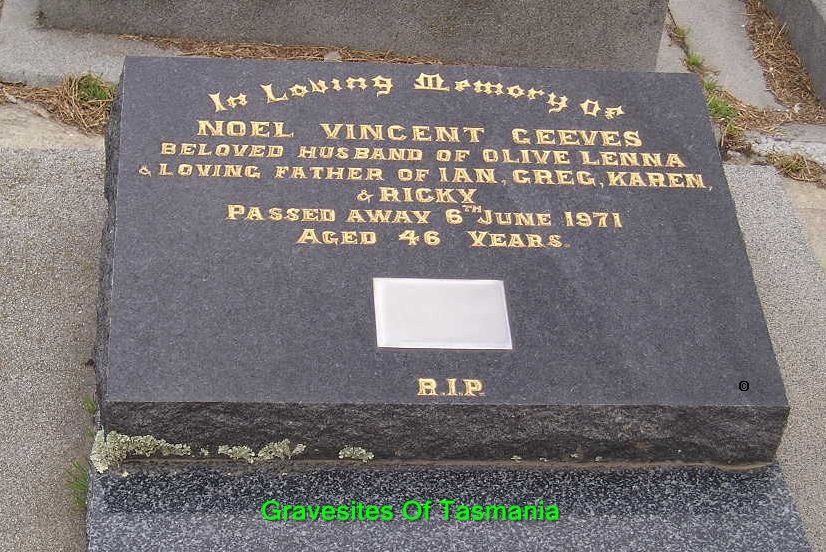 In Loving Memory Of
NOEL VINCENT GEEVES
BELOVED HUSBAND OF OLIVE LENNA
& LOVING FATHER OF IAN, GREG, KAREN,
& RICKY
PASSED AWAY 6TH JUNE 1971
AGED 46 YEARS.
R.I.P.
©
Gravesites Of Tasmania